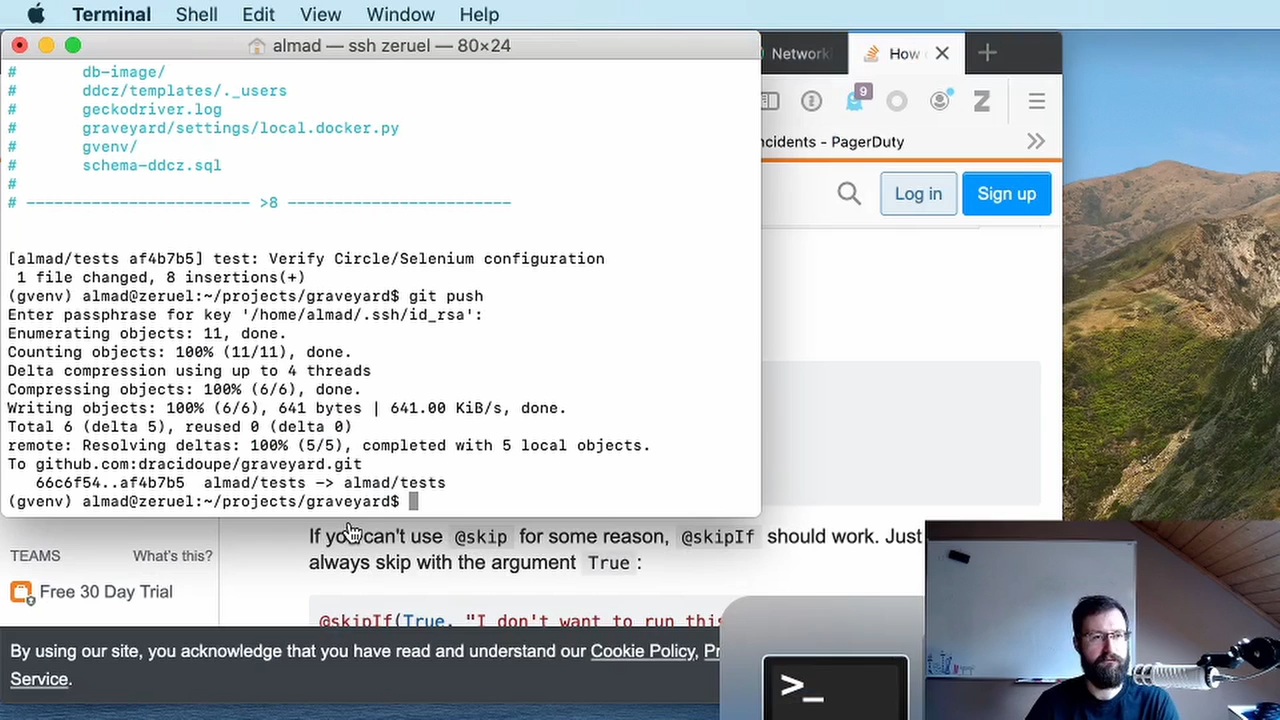 Terminal Shell Edit View Window Help
almad — ssh zeruel — 80×24
# db-image/
# ddcz/templates/._users
# geckodriver.log
# graveyard/settings/local.docker.py
# gvenv/
# schema-ddcz.sql
#
# ------------------------ >8 ------------------------
[almad/tests af4b7b5] test: Verify Circle/Selenium configuration
1 file changed, 8 insertions(+)
(gvenv) almad@zeruel:~/projects/graveyard$ git push
Enter passphrase for key '/home/almad/.ssh/id_rsa':
Enumerating objects: 11, done.
Counting objects: 100% (11/11), done.
Delta compression using up to 4 threads
Compressing objects: 100% (6/6), done.
Writing objects: 100% (6/6), 641 bytes | 641.00 KiB/s, done.
Total 6 (delta 5), reused 0 (delta 0)
remote: Resolving deltas: 100% (5/5), completed with 5 local objects.
To github.com:dracidoupe/graveyard.git
66c6f54..af4b7b5 almad/tests -> almad/tests
(gvenv) almad@zeruel:~/projects/graveyard$
Network
How
9
Z
ncidents - PagerDuty
Log in
Sign up
If you can't use @skip for some reason, @skipIf should work. Just
always skip with the argument True :
@skipIf(True, "I don't want to run this
TEAMS What's this?
Free 30 Day Trial
By using our site, you acknowledge that you have read and understand our Cookie Policy, Pr
Service.
>_